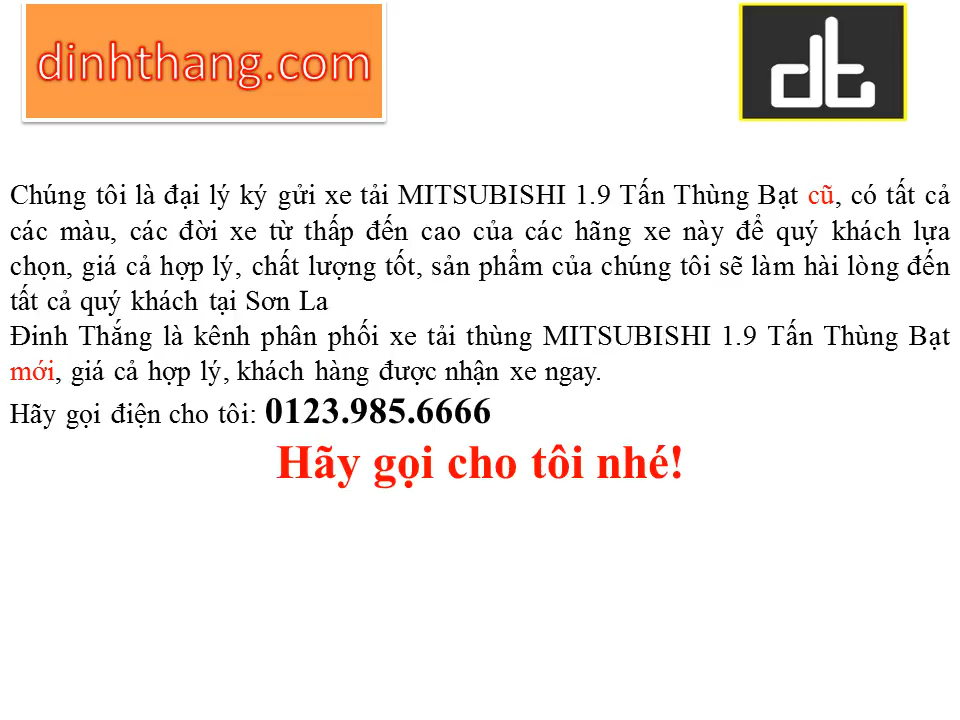 dinhthang.com
dt
Chúng tôi là đại lý ký gửi xe tải MITSUBISHI 1.9 Tấn Thùng Bạt cũ, có tất cả
các màu, các đời xe từ thấp đến cao của các hãng xe này để quý khách lựa
chọn, giá cả hợp lý, chất lượng tốt, sản phẩm của chúng tôi sẽ làm hài lòng đến
tất cả quý khách tại Sơn La
Đinh Thắng là kênh phân phối xe tải thùng MITSUBISHI 1.9 Tấn Thùng Bạt
mới, giá cả hợp lý, khách hàng được nhận xe ngay.
Hãy gọi điện cho tôi: 0123.985.6666
Hãy gọi cho tôi nhé!